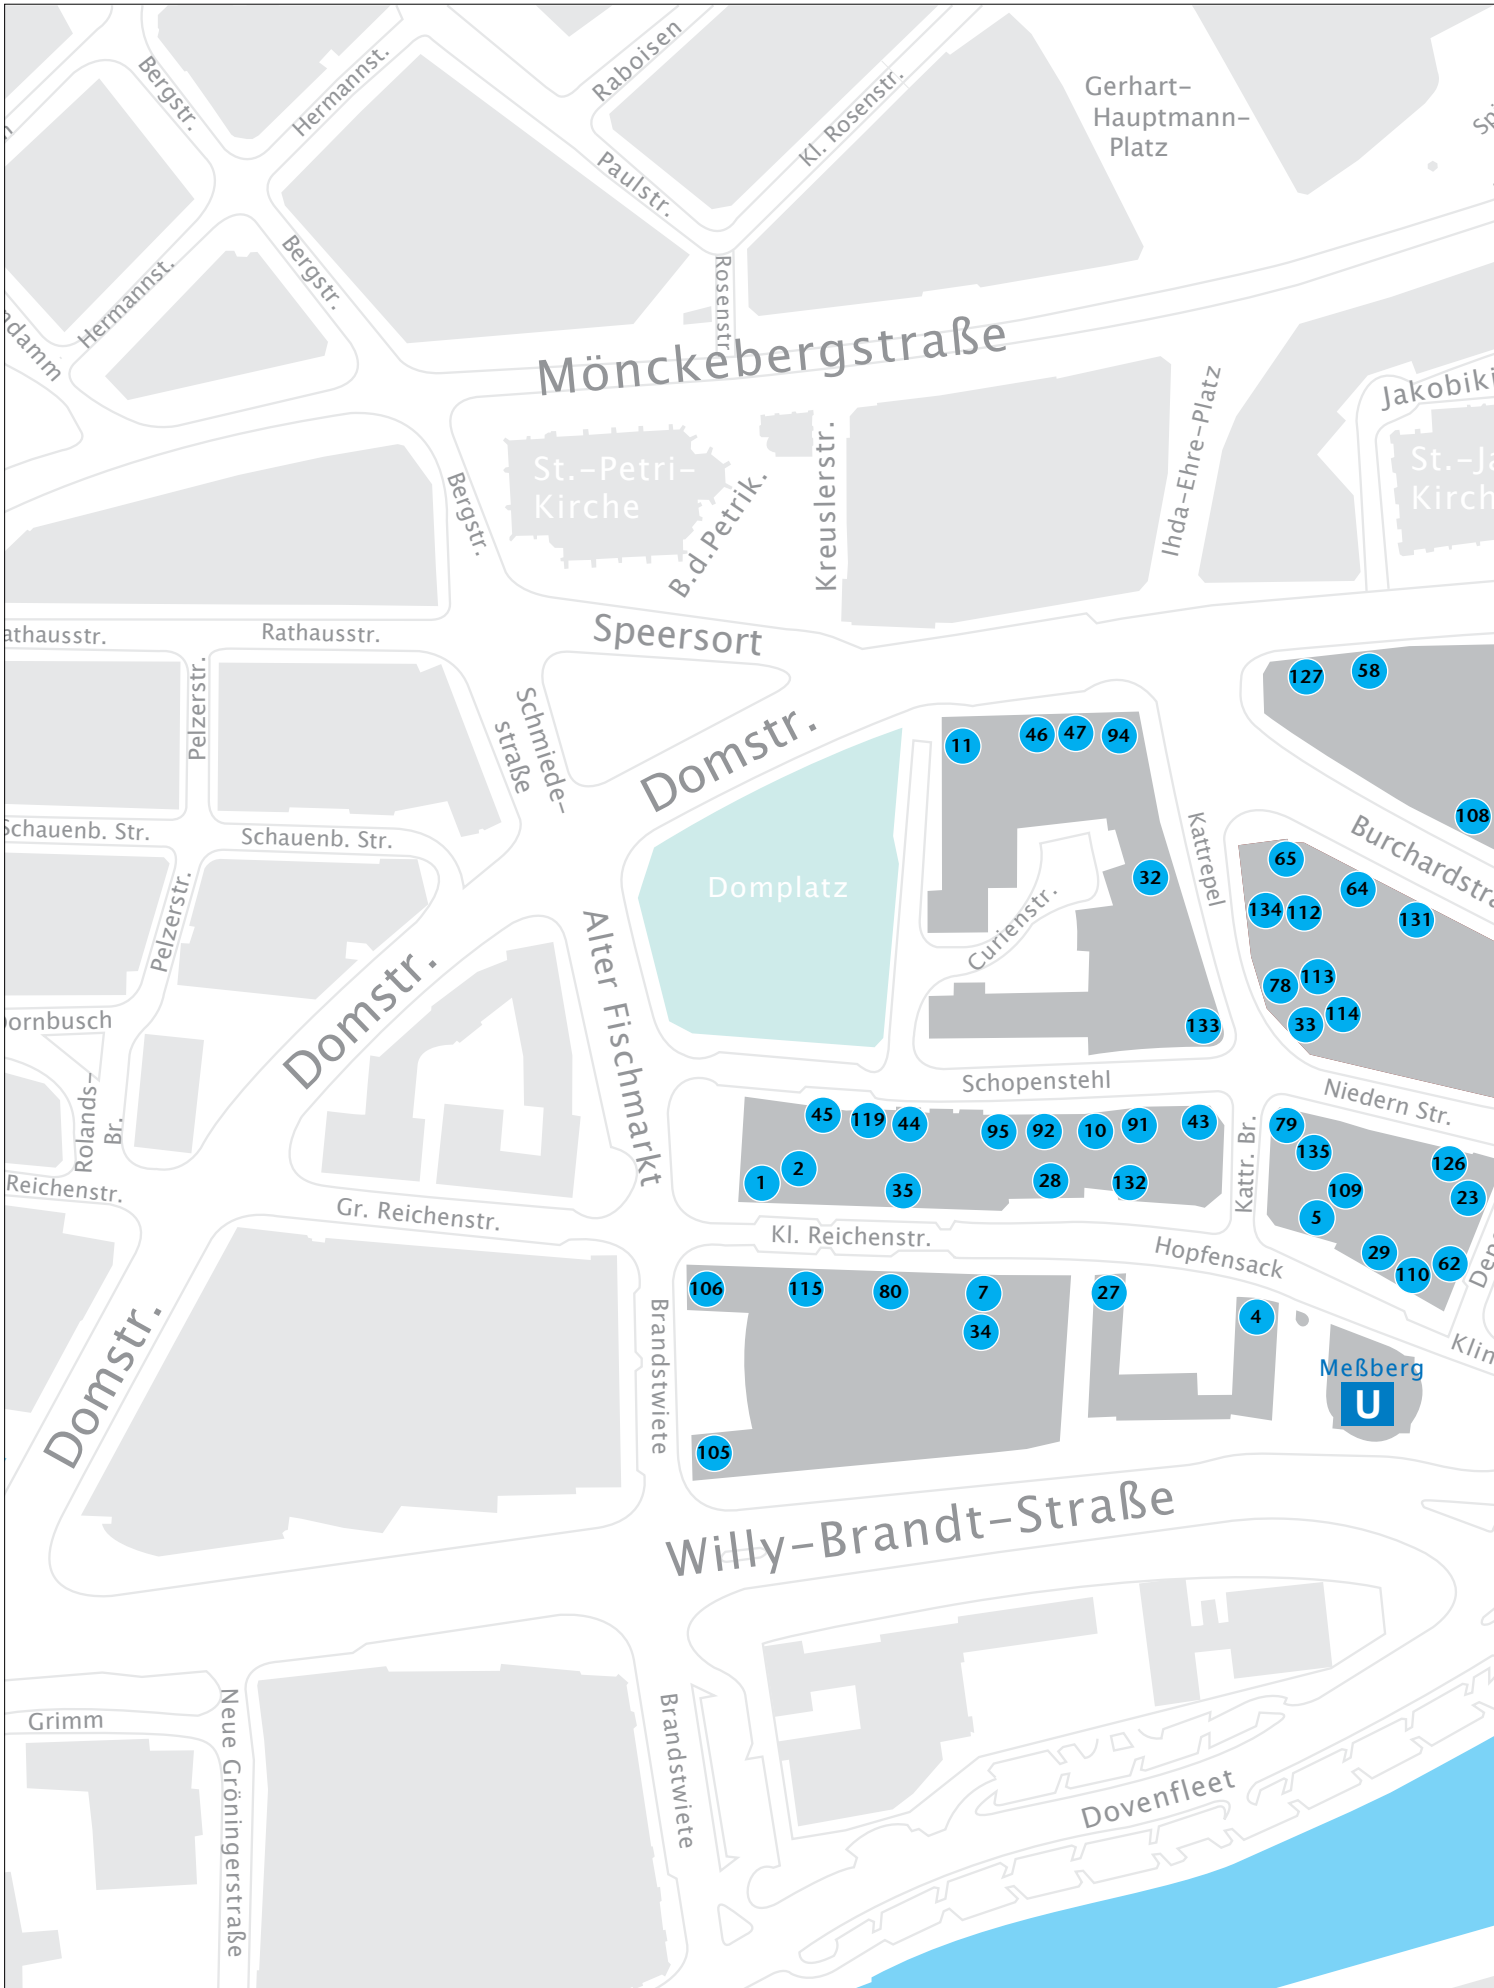 Bergstr.
Hermannst.
Raboisen
Kl. Rosenstr.
Gerhart-
Hauptmann-
Platz
Paulstr.
Hermannst.
Bergstr.
Rosenstr.
Mönckebergstraße
Ihda-Ehre-Platz
St.-Petri-
Kirche
B.d.Petrik.
Kreuslerstr.
Bergstr.
Rathausstr.
Speersort
Pelzerstr.
Schmiede-
straße
Domstr.
127
58
11
46
47
94
108
Schauenb. Str.
Schauenb. Str.
Kattrepel
65
64
134
112
131
32
Domplatz
Curienstr.
Pelzerstr.
Alter Fischmarkt
Domstr.
78
113
114
33
133
Rolands-
Br.
Schopenstehl
Niedern Str.
45
119
44
95
92
10
91
43
Kattr. Br.
79
135
126
1
2
35
28
132
109
23
5
Reichenstr.
Gr. Reichenstr.
Kl. Reichenstr.
Hopfensack
29
110
62
106
115
80
7
27
34
4
Domstr.
Brandstwiete
Meßberg
U
105
Willy-Brandt-Straße
Grimm
Neue Gröningerstraße
Brandstwiete
Dovenfleet